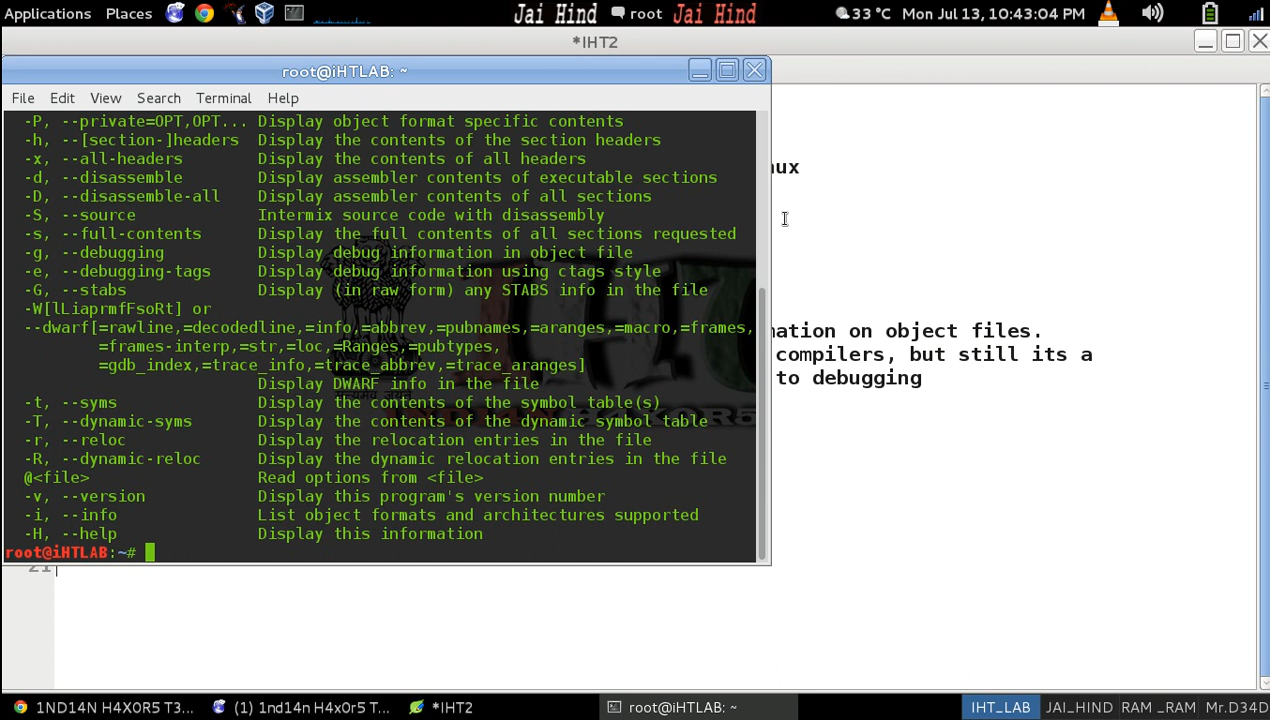 Applications Places Jai Hind root Jai Hind 33 °C Mon Jul 13, 10:43:04 PM
*IHT2
root@iHTLAB: ~
File Edit View Search Terminal Help
-P, --private=OPT,OPT... Display object format specific contents
-h, --[section-]headers Display the contents of the section headers
-x, --all-headers Display the contents of all headers
-d, --disassemble Display assembler contents of executable sections
-D, --disassemble-all Display assembler contents of all sections
-S, --source Intermix source code with disassembly
-s, --full-contents Display the full contents of all sections requested
-g, --debugging Display debug information in object file
-e, --debugging-tags Display debug information using ctags style
-G, --stabs Display (in raw form) any STABS info in the file
-W[lLiaprmfFsoRt] or
--dwarf[=rawline,=decodedline,=info,=abbrev,=pubnames,=aranges,=macro,=frames,
=frames-interp,=str,=loc,=Ranges,=pubtypes,
=gdb_index,=trace_info,=trace_abbrev,=trace_aranges]
Display DWARF info in the file
-t, --syms Display the contents of the symbol table(s)
-T, --dynamic-syms Display the contents of the dynamic symbol table
-r, --reloc Display the relocation entries in the file
-R, --dynamic-reloc Display the dynamic relocation entries in the file
@<file> Read options from <file>
-v, --version Display this program's version number
-i, --info List object formats and architectures supported
-H, --help Display this information
root@iHTLAB:~#
nux
mation on object files.
compilers, but still its a
to debugging
21
1ND14N H4X0R5 T3... (1) 1nd14n H4x0r5 T... *IHT2 root@iHTLAB: ~ IHT_LAB JAI_HIND RAM _RAM Mr.D34D